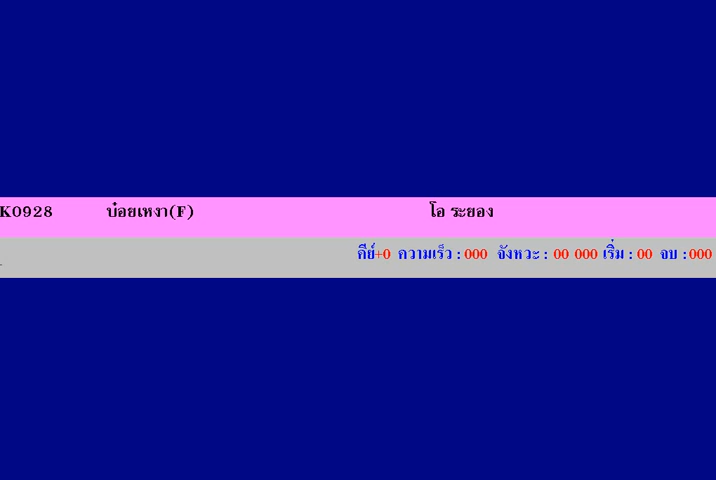 K0928 บ๋อยเหงา(F) โอ ระยอง
คีย์+0 ความเร็ว : 000 จังหวะ : 00 000 เริ่ม : 00 จบ : 000